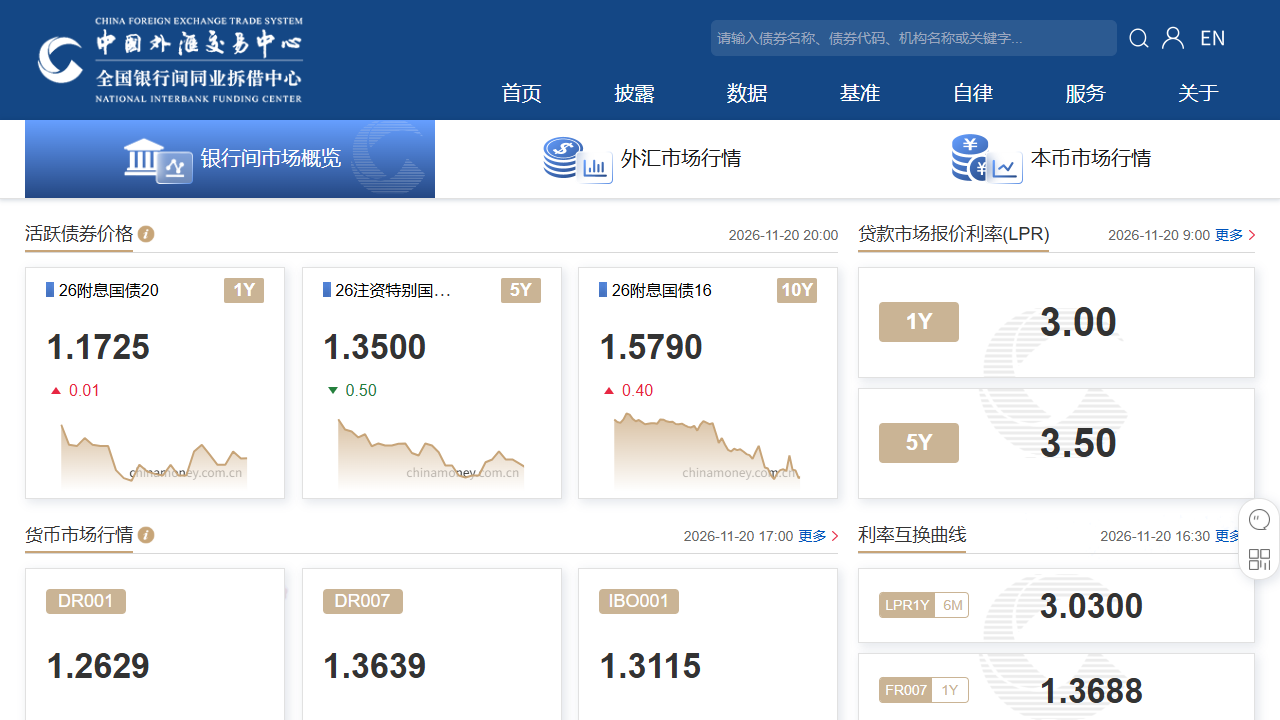 CHINA FOREIGN EXCHANGE TRADE SYSTEM
中国外汇交易中心
全国银行间同业拆借中心
NATIONAL INTERBANK FUNDING CENTER
请输入债券名称、债券代码、机构名称或关键字...
EN
首页 披露 数据 基准 自律 服务 关于
银行间市场概览 外汇市场行情 本币市场行情
活跃债券价格 2026-11-20 20:00
26附息国债20 1Y
1.1725
0.01
chinamoney.com.cn
26注资特别国… 5Y
1.3500
0.50
chinamoney.com.cn
26附息国债16 10Y
1.5790
0.40
chinamoney.com.cn
贷款市场报价利率(LPR) 2026-11-20 9:00 更多
1Y 3.00
5Y 3.50
货币市场行情 2026-11-20 17:00 更多
DR001
1.2629
DR007
1.3639
IBO001
1.3115
利率互换曲线 2026-11-20 16:30 更多
LPR1Y 6M 3.0300
FR007 1Y 1.3688